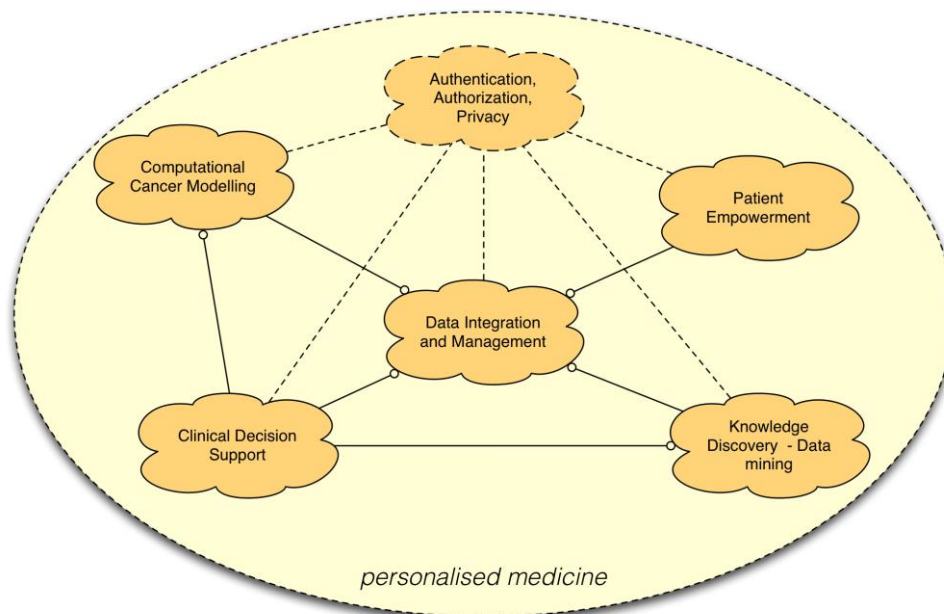 Authentication,
Authorization,
Privacy
Computational
Cancer Modelling
Patient
Empowerment
Data Integration
and Management
Clinical Decision
Support
Knowledge
Discovery - Data
mining
personalised medicine